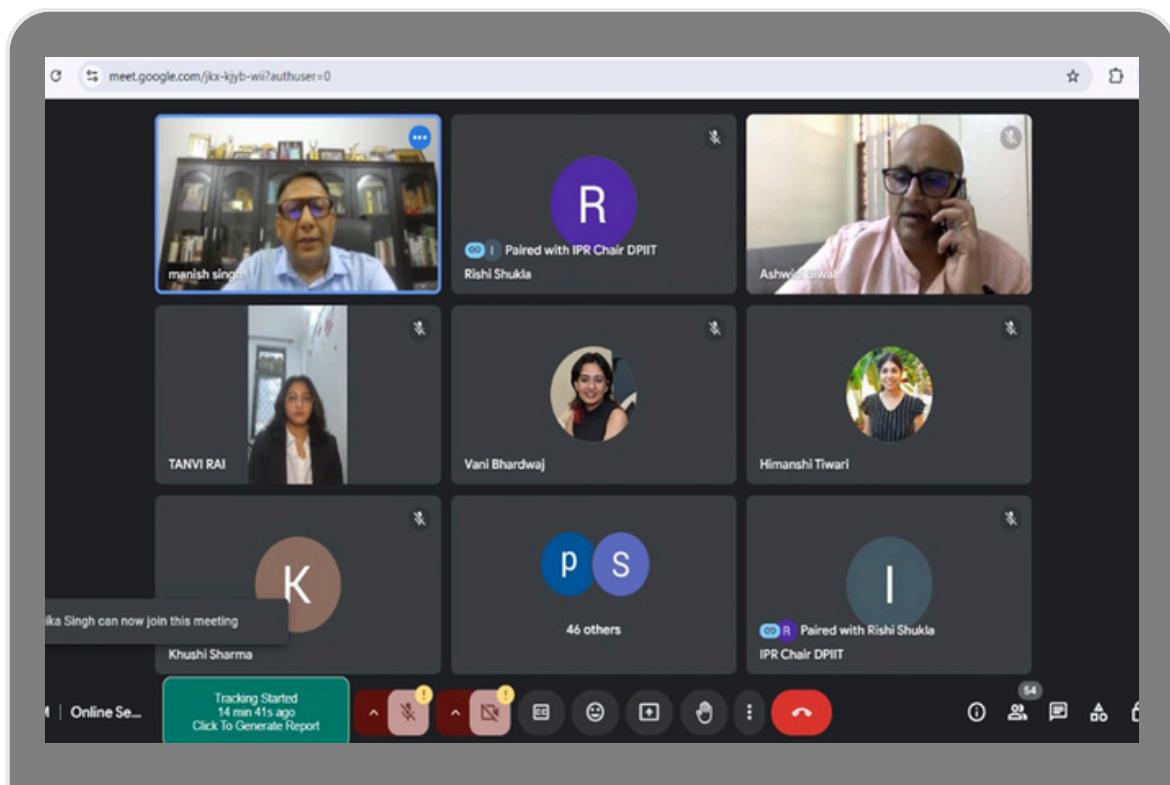 meet.google.com/jkx-kjyb-wii?authuser=0
manish singh
R
Paired with IPR Chair DPIIT
Rishi Shukla
TANVI RAI
Vani Bhardwaj
Himanshi Tiwari
K
ika Singh can now join this meeting
Khushi Sharma
P S
46 others
I
R Paired with Rishi Shukla
IPR Chair DPIIT
Online Se...
Tracking Started
14 min 41s ago
Click To Generate Report
54